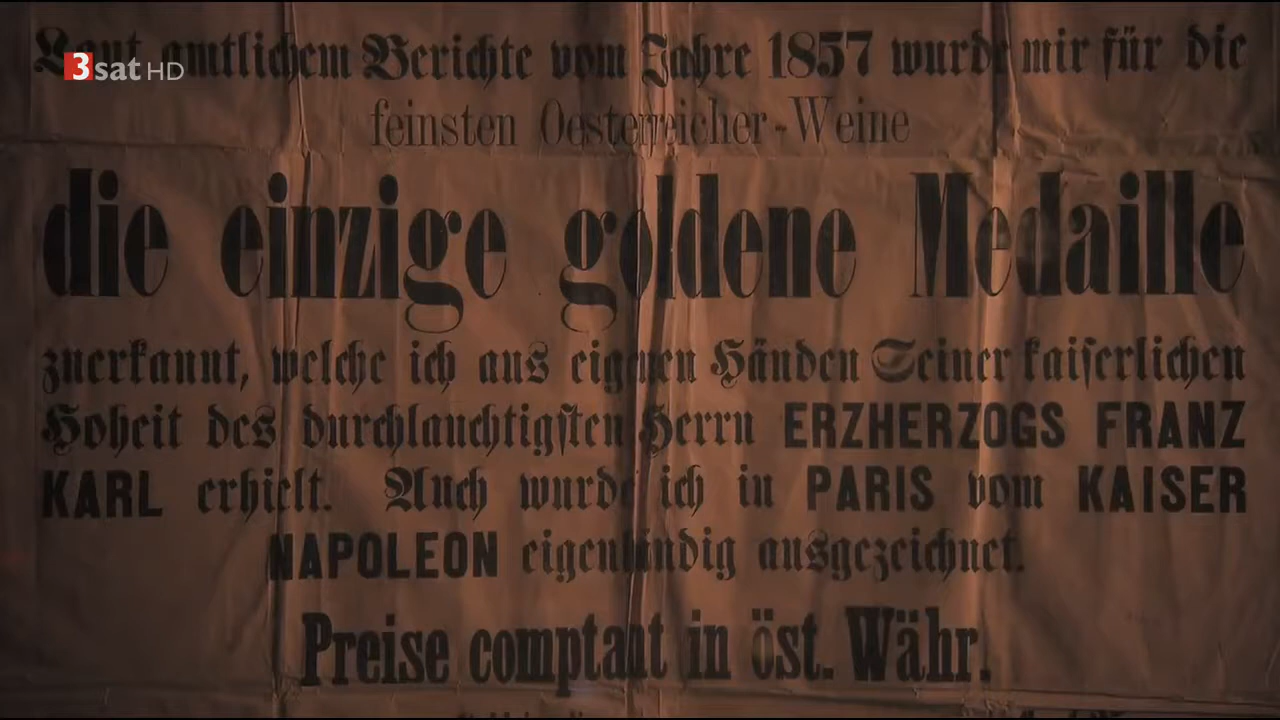 3sat HD
Laut amtlichem Berichte vom Jahre 1857 wurde mir für die
feinsten Oesterreicher-Weine
die einzige goldene Medaille
zuerkannt, welche ich aus eigenen Händen Seiner kaiserlichen
Hoheit des durchlauchtigsten Herrn ERZHERZOGS FRANZ
KARL erhielt. Auch wurde ich in PARIS vom KAISER
NAPOLEON eigenhändig ausgezeichnet.
Preise comptant in öst. Währ.